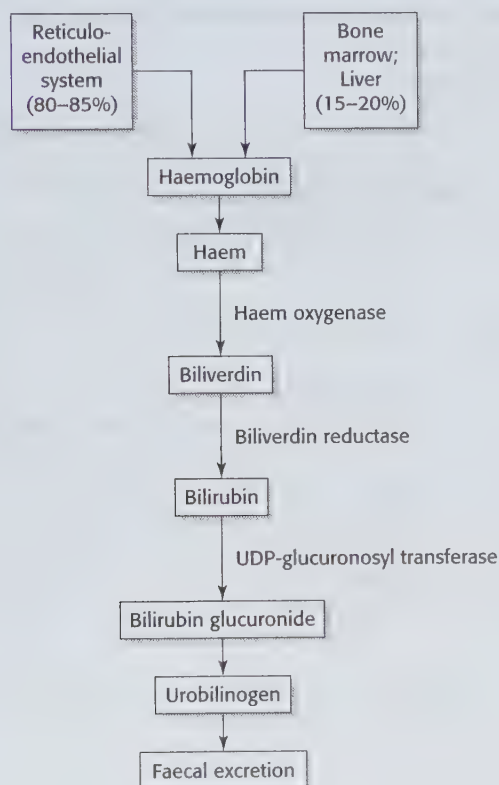 Reticulo-
endothelial
system
(80–85%)
Bone
marrow;
Liver
(15–20%)
Haemoglobin
Haem
Haem oxygenase
Biliverdin
Biliverdin reductase
Bilirubin
UDP-glucuronosyl transferase
Bilirubin glucuronide
Urobilinogen
Faecal excretion